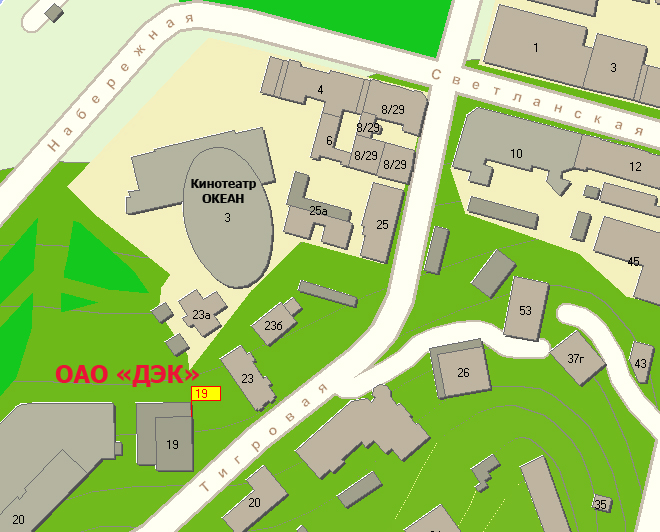 Набережная
Светланская
1
3
4
8/29
8/29
6
8/29
8/29
10
12
Кинотеатр
ОКЕАН
3
25а
25
45
23а
23б
53
37г
43
ОАО «ДЭК»
23
26
19
Тигровая
19
20
20
35